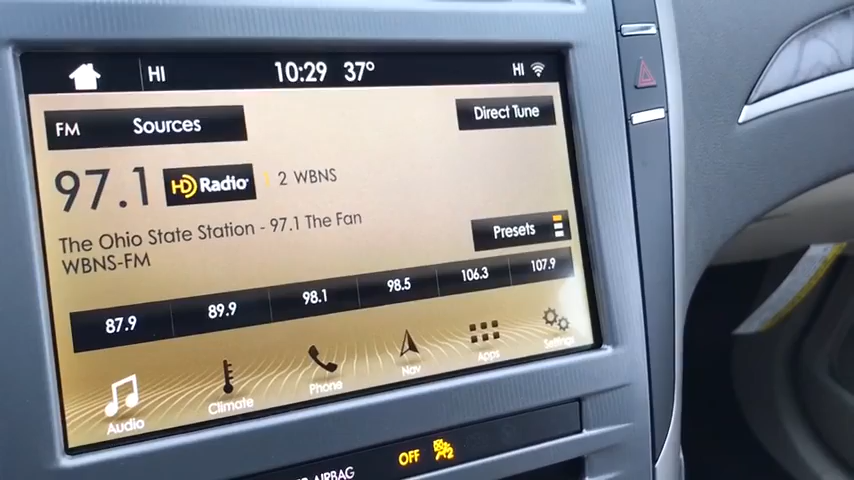 HI 10:29 37° HI
FM Sources Direct Tune
97.1 HD Radio 2 WBNS
The Ohio State Station - 97.1 The Fan
WBNS-FM
Presets
87.9 89.9 98.1 98.5 106.3 107.9
Audio Climate Phone Nav Apps Settings
AIRBAG OFF 2